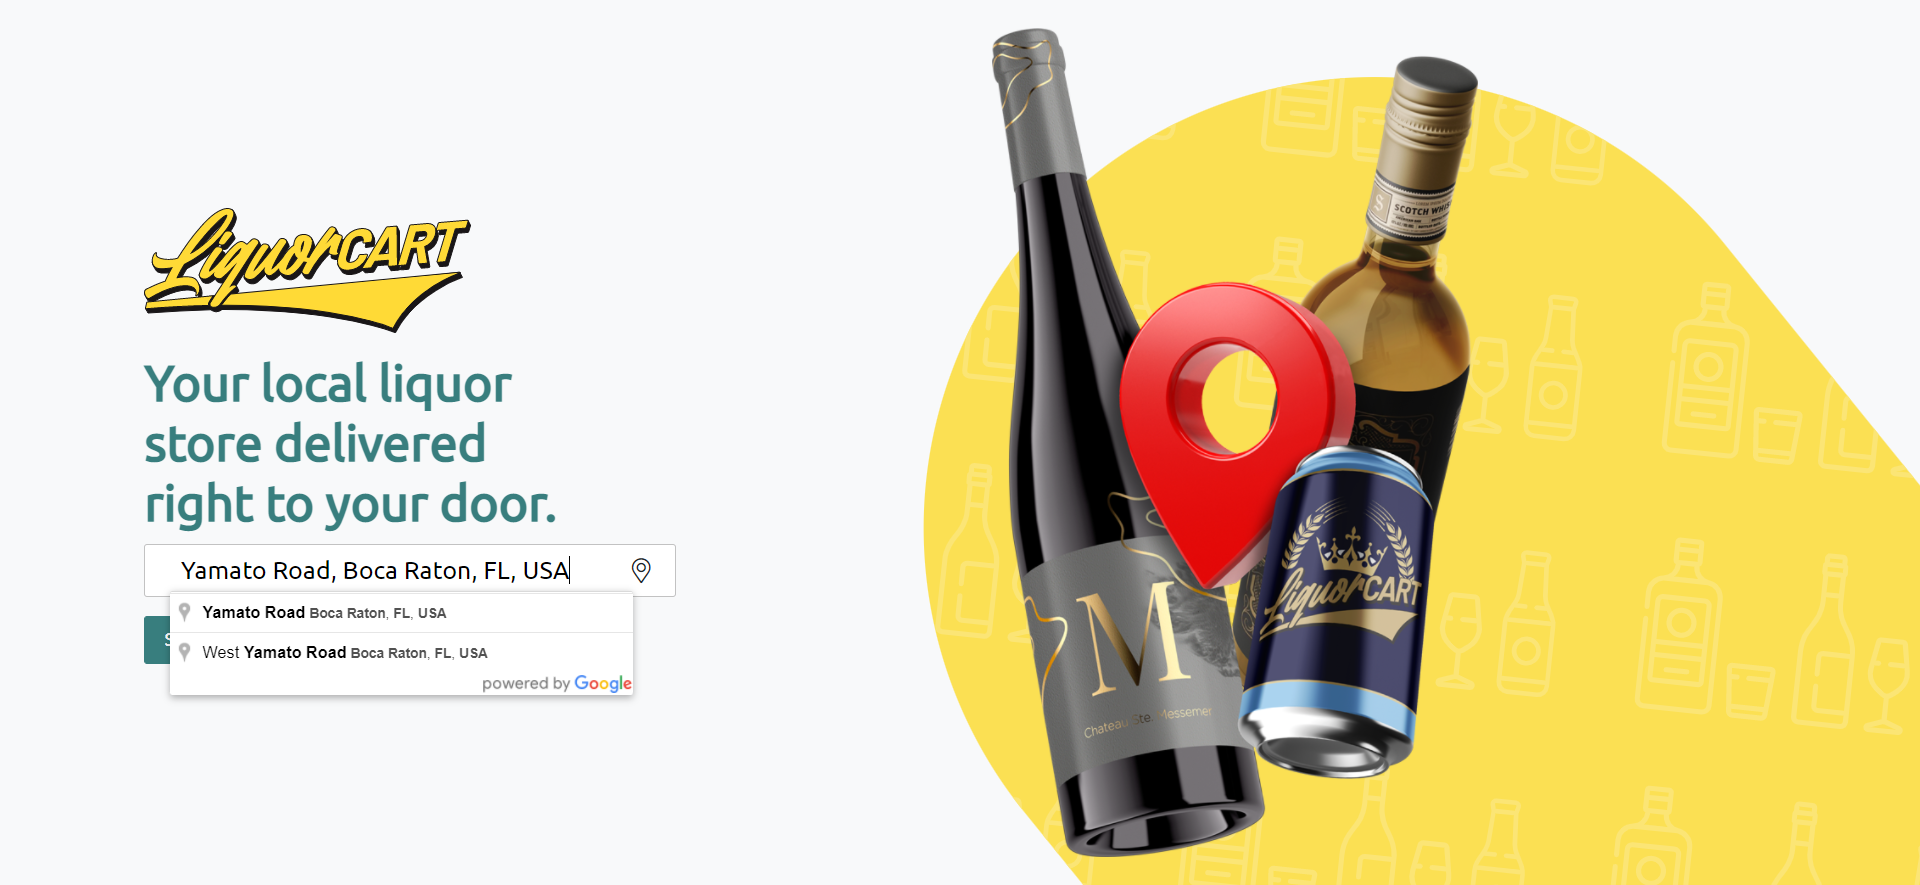 LiquorCART
Your local liquor
store delivered
right to your door.
Yamato Road, Boca Raton, FL, USA
Yamato Road Boca Raton, FL, USA
West Yamato Road Boca Raton, FL, USA
powered by Google
S
SCOTCH
M
Chateau Ste. Messemer
LiquorCART